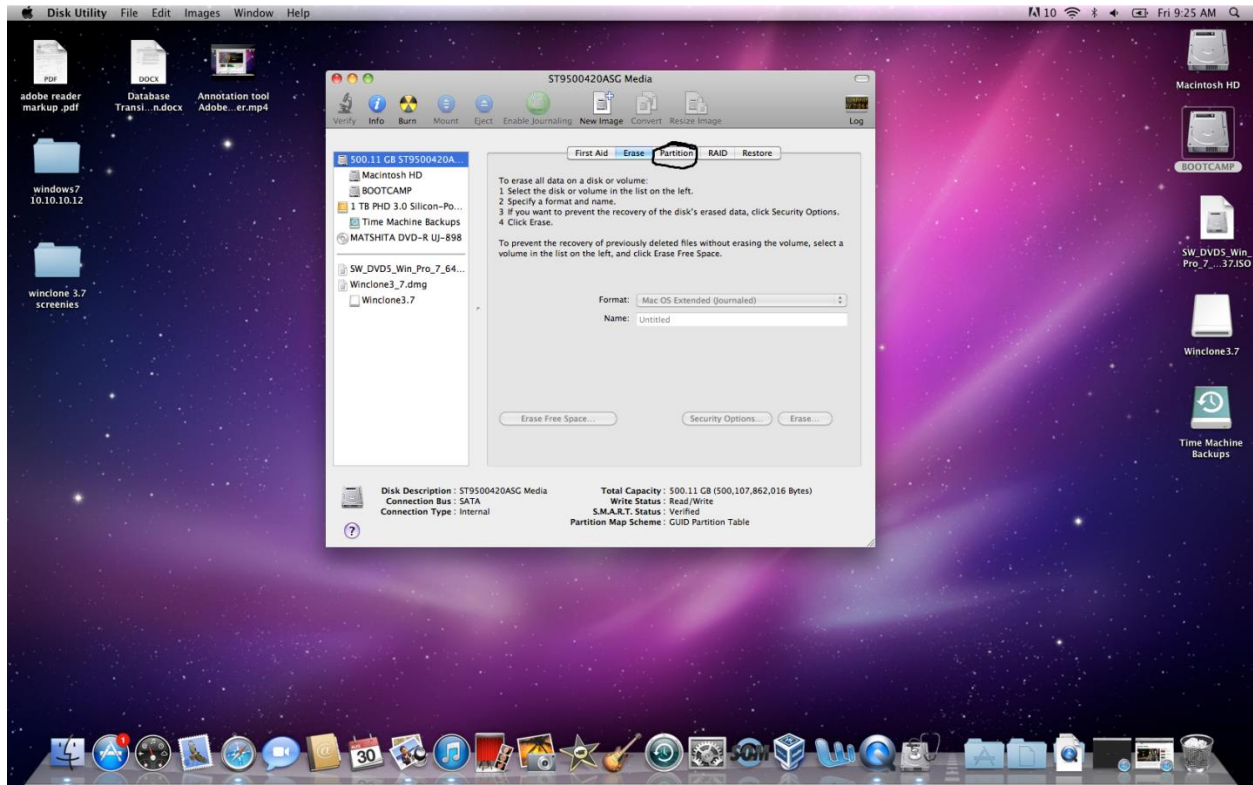 Disk Utility File Edit Images Window Help
10 Fri 9:25 AM
PDF
adobe reader
markup .pdf
DOCX
Database
Transi...n.docx
Annotation tool
Adobe...er.mp4
windows7
10.10.10.12
winclone 3.7
screenies
ST9500420ASG Media
Verify Info Burn Mount Eject Enable Journaling New Image Convert Resize Image Log
500.11 GB ST9500420A...
Macintosh HD
BOOTCAMP
1 TB PHD 3.0 Silicon-Po...
Time Machine Backups
MATSHITA DVD-R UJ-898
SW_DVD5_Win_Pro_7_64...
Winclone3_7.dmg
Winclone3.7
First Aid Erase Partition RAID Restore
To erase all data on a disk or volume:
1 Select the disk or volume in the list on the left.
2 Specify a format and name.
3 If you want to prevent the recovery of the disk's erased data, click Security Options.
4 Click Erase.
To prevent the recovery of previously deleted files without erasing the volume, select a
volume in the list on the left, and click Erase Free Space.
Format: Mac OS Extended (Journaled)
Name: Untitled
Erase Free Space... Security Options... Erase...
Disk Description : ST9500420ASG Media
Connection Bus : SATA
Connection Type : Internal
Total Capacity : 500.11 GB (500,107,862,016 Bytes)
Write Status : Read/Write
S.M.A.R.T. Status : Verified
Partition Map Scheme : GUID Partition Table
?
Macintosh HD
BOOTCAMP
SW_DVD5_Win_
Pro_7_...37.ISO
Winclone3.7
Time Machine
Backups
1
30
SOM